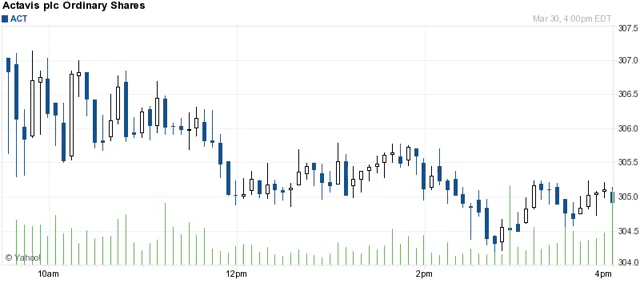 Actavis plc Ordinary Shares
ACT
Mar 30, 4:00pm EDT
307.5
307.0
306.5
306.0
305.5
305.0
304.5
304.0
© Yahoo!
10am 12pm 2pm 4pm